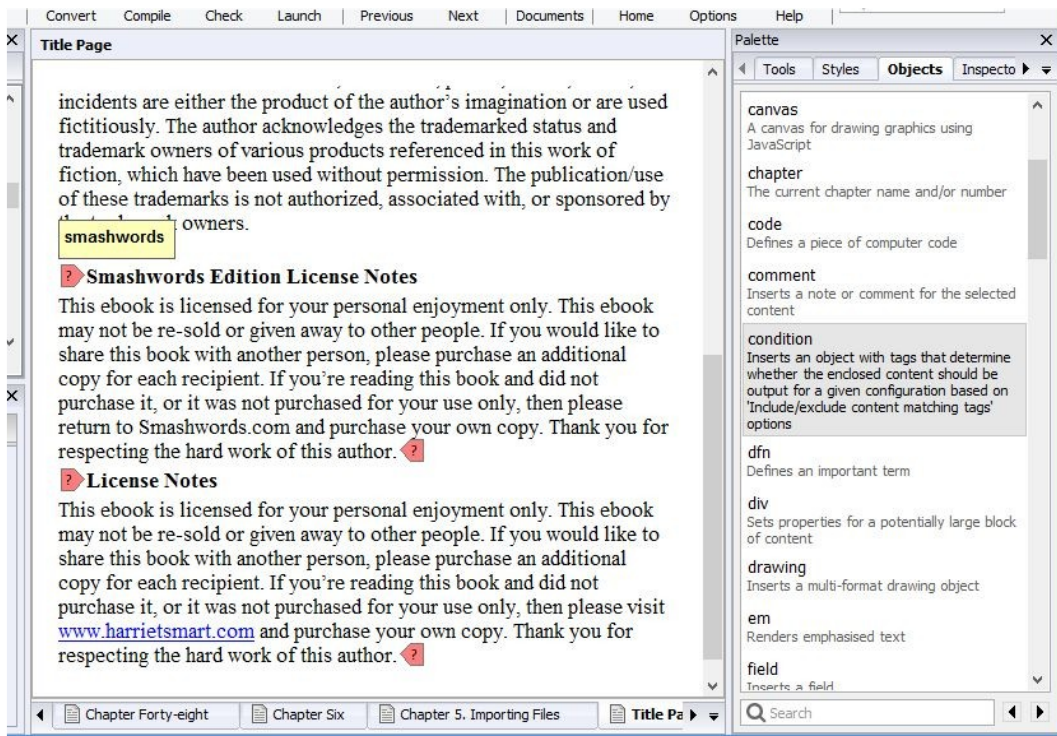 Convert Compile Check Launch Previous Next Documents Home Options Help
Title Page
incidents are either the product of the author's imagination or are used
fictitiously. The author acknowledges the trademarked status and
trademark owners of various products referenced in this work of
fiction, which have been used without permission. The publication/use
of these trademarks is not authorized, associated with, or sponsored by
owners.
smashwords
? Smashwords Edition License Notes
This ebook is licensed for your personal enjoyment only. This ebook
may not be re-sold or given away to other people. If you would like to
share this book with another person, please purchase an additional
copy for each recipient. If you're reading this book and did not
purchase it, or it was not purchased for your use only, then please
return to Smashwords.com and purchase your own copy. Thank you for
respecting the hard work of this author. ?
? License Notes
This ebook is licensed for your personal enjoyment only. This ebook
may not be re-sold or given away to other people. If you would like to
share this book with another person, please purchase an additional
copy for each recipient. If you're reading this book and did not
purchase it, or it was not purchased for your use only, then please visit
www.harrietsmart.com and purchase your own copy. Thank you for
respecting the hard work of this author. ?
Chapter Forty-eight Chapter Six Chapter 5. Importing Files Title Pa
Palette
Tools Styles Objects Inspecto
canvas
A canvas for drawing graphics using
JavaScript
chapter
The current chapter name and/or number
code
Defines a piece of computer code
comment
Inserts a note or comment for the selected
content
condition
Inserts an object with tags that determine
whether the enclosed content should be
output for a given configuration based on
'Include/exclude content matching tags'
options
dfn
Defines an important term
div
Sets properties for a potentially large block
of content
drawing
Inserts a multi-format drawing object
em
Renders emphasised text
field
Inserts a field
Search